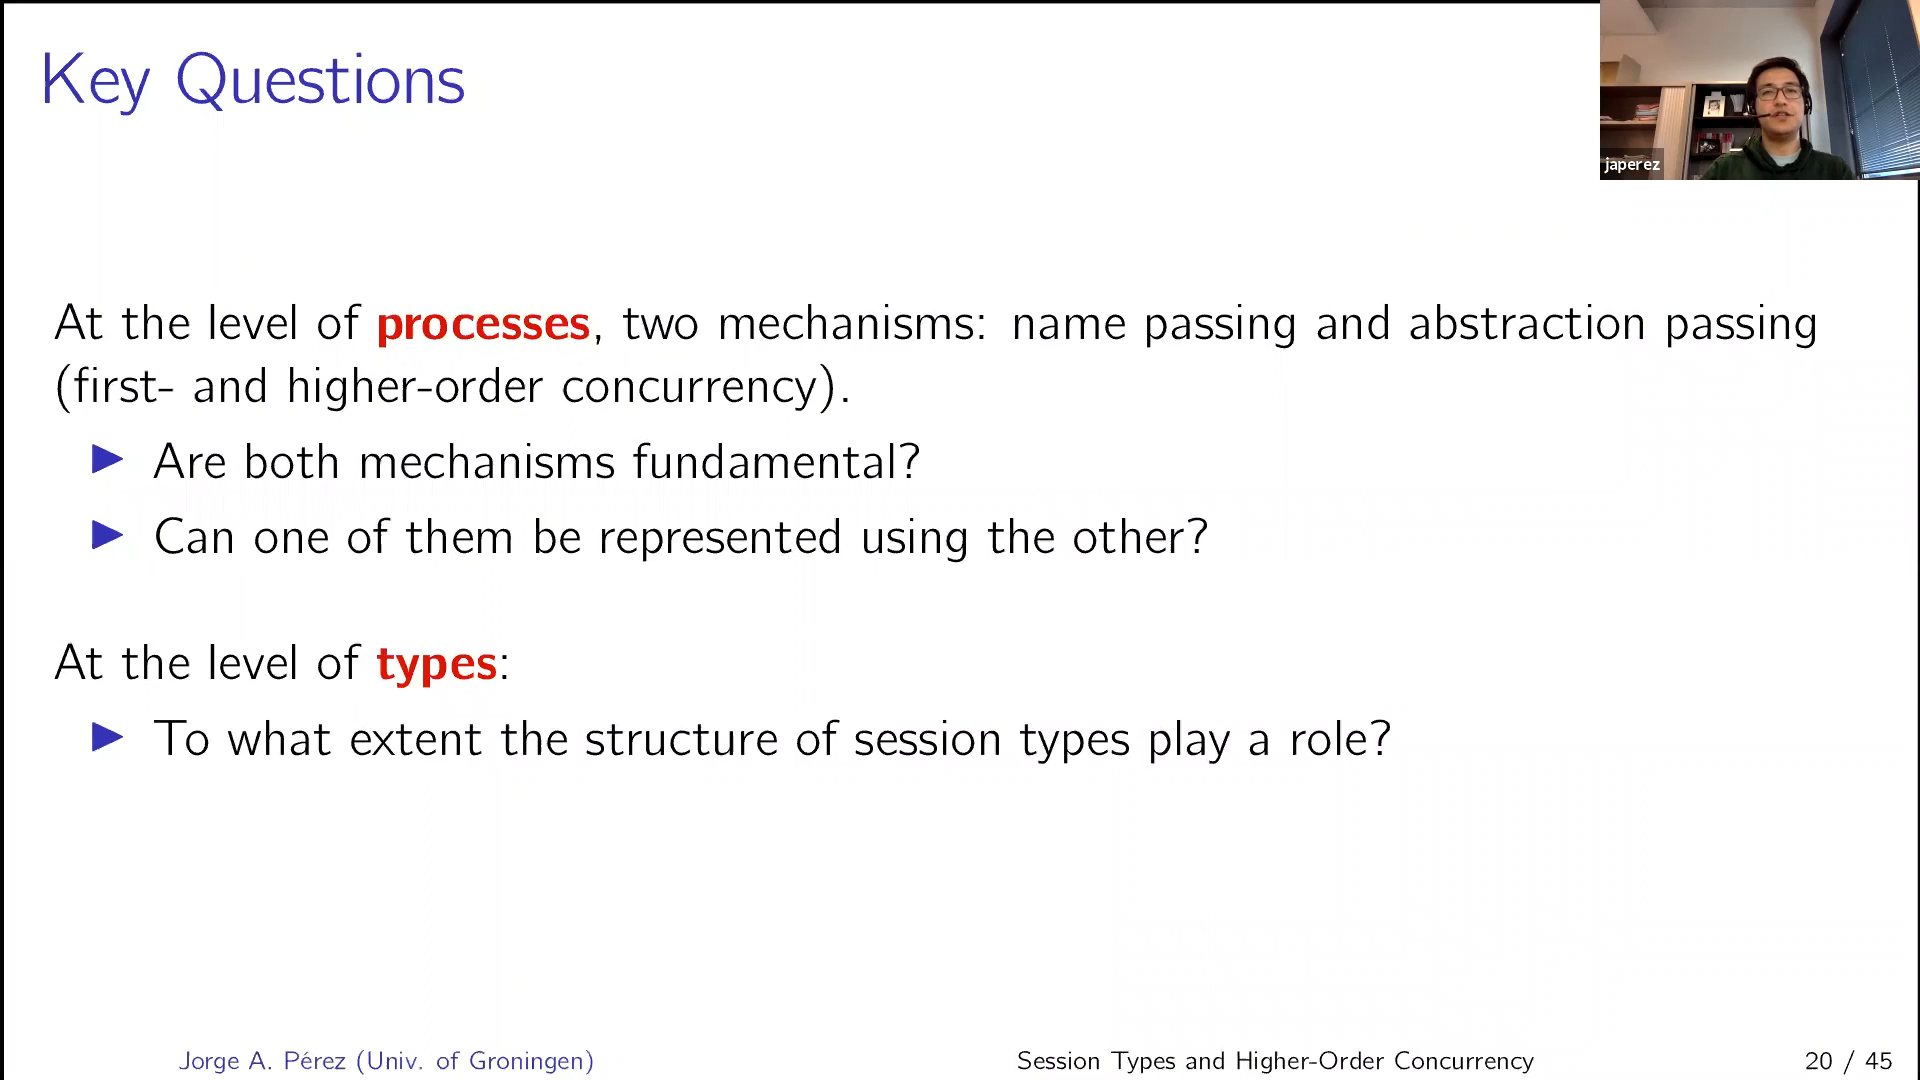 Key Questions
japerez
At the level of processes, two mechanisms: name passing and abstraction passing
(first- and higher-order concurrency).
▶ Are both mechanisms fundamental?
▶ Can one of them be represented using the other?
At the level of types:
▶ To what extent the structure of session types play a role?
Jorge A. Pérez (Univ. of Groningen) Session Types and Higher-Order Concurrency 20 / 45